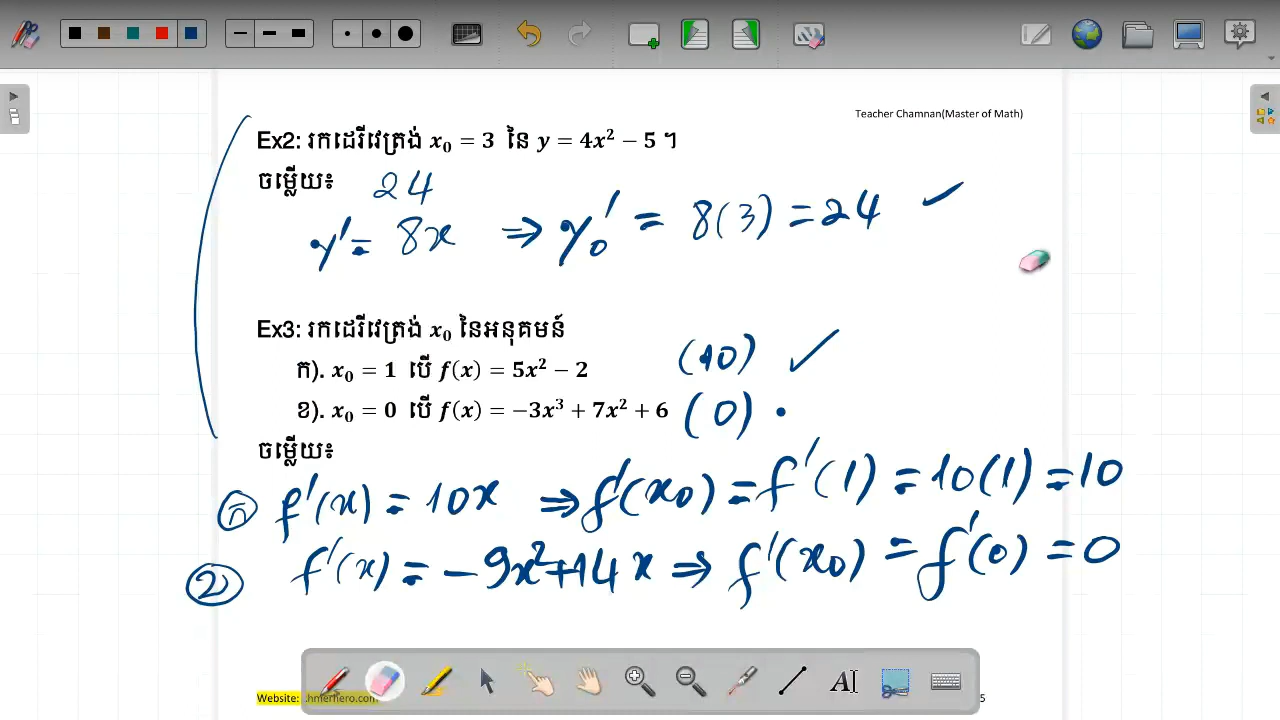 Teacher Chamnan(Master of Math)
Ex2: រកដេរីវេត្រង់ x₀ = 3 នៃ y = 4x² − 5 ។
ចម្លើយ៖ 24
y' = 8x ⇒ y₀' = 8(3) = 24 ✓
Ex3: រកដេរីវេត្រង់ x₀ នៃអនុគមន៍
ក). x₀ = 1 បើ f(x) = 5x² − 2 (10) ✓
ខ). x₀ = 0 បើ f(x) = −3x³ + 7x² + 6 (0)
ចម្លើយ៖
ក f'(x) = 10x ⇒ f'(x₀) = f'(1) = 10(1) = 10
2 f'(x) = −9x² + 14x ⇒ f'(x₀) = f'(0) = 0
Website: .hmerhero.com 5